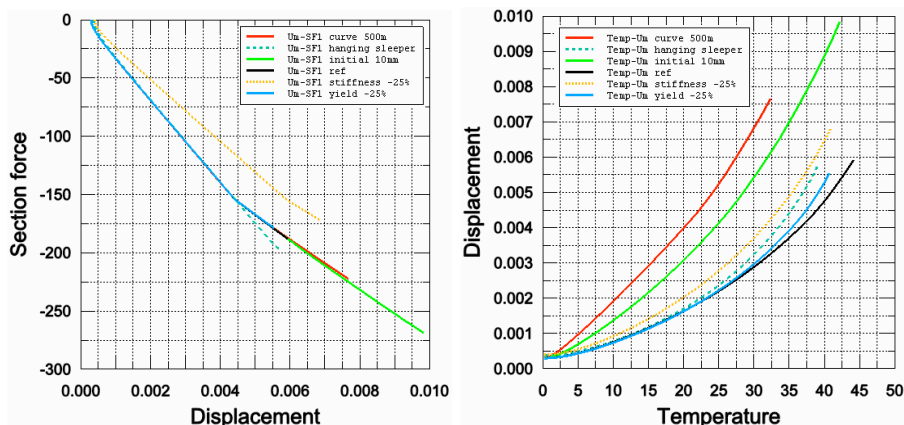 0
-50
-100
-150
-200
-250
-300
Section force
Um-SF1 curve 500m
Um-SF1 hanging sleeper
Um-SF1 initial 10mm
Um-SF1 ref
Um-SF1 stiffness -25%
Um-SF1 yield -25%
0.000 0.002 0.004 0.006 0.008 0.010
Displacement
0.010
0.009
0.008
0.007
0.006
0.005
0.004
0.003
0.002
0.001
0.000
Displacement
Temp-Um curve 500m
Temp-Um hanging sleeper
Temp-Um initial 10mm
Temp-Um ref
Temp-Um stiffness -25%
Temp-Um yield -25%
0 5 10 15 20 25 30 35 40 45 50
Temperature